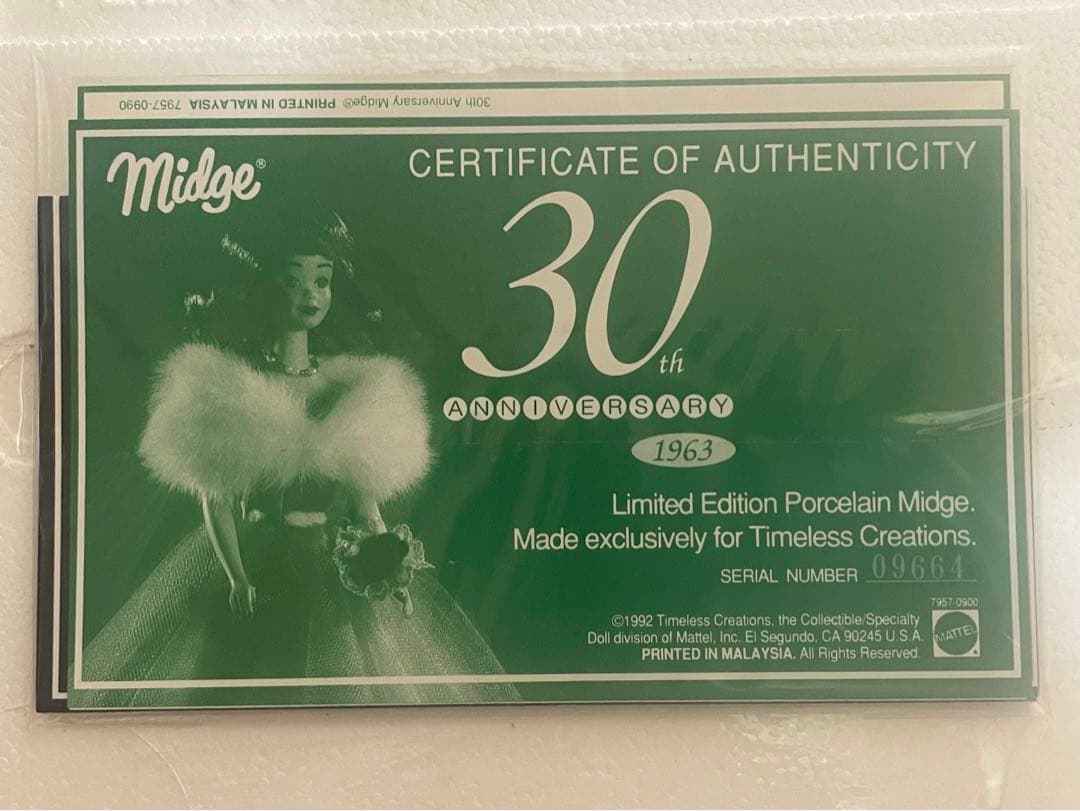 30th Anniversary Midge® PRINTED IN MALAYSIA 7957-0990
Midge®
CERTIFICATE OF AUTHENTICITY
30th
ANNIVERSARY
1963
Limited Edition Porcelain Midge.
Made exclusively for Timeless Creations.
SERIAL NUMBER 09664
7957-0900
©1992 Timeless Creations, the Collectible/Specialty
Doll division of Mattel, Inc. El Segundo, CA 90245 U.S.A.
PRINTED IN MALAYSIA. All Rights Reserved.
MATTEL